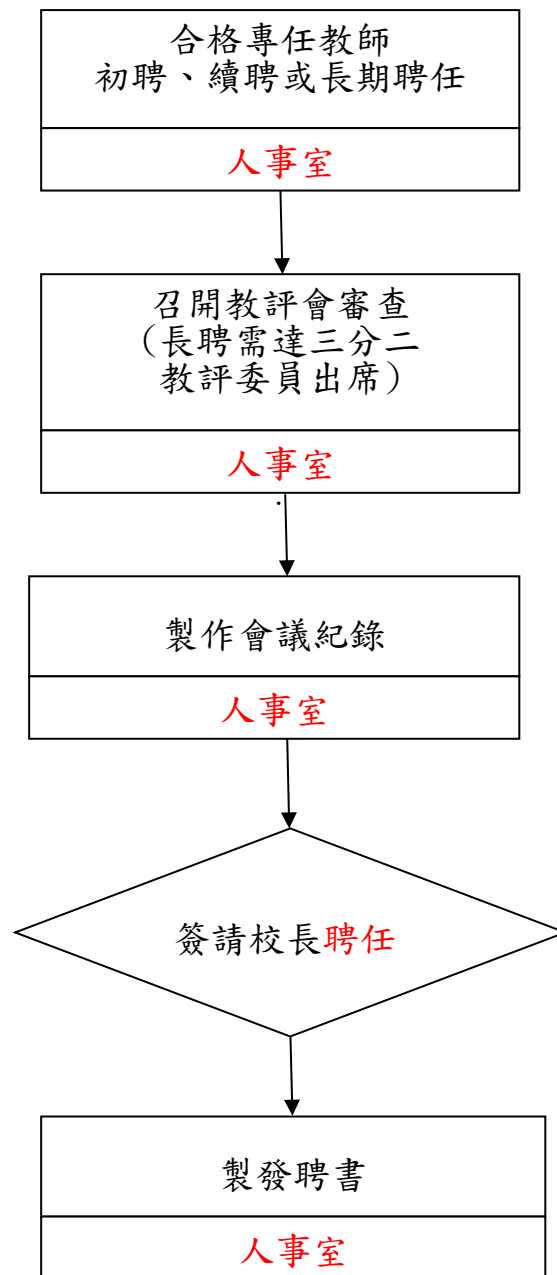 合格專任教師
初聘、續聘或長期聘任
人事室
召開教評會審查
(長聘需達三分二
教評委員出席)
人事室
製作會議紀錄
人事室
簽請校長聘任
製發聘書
人事室